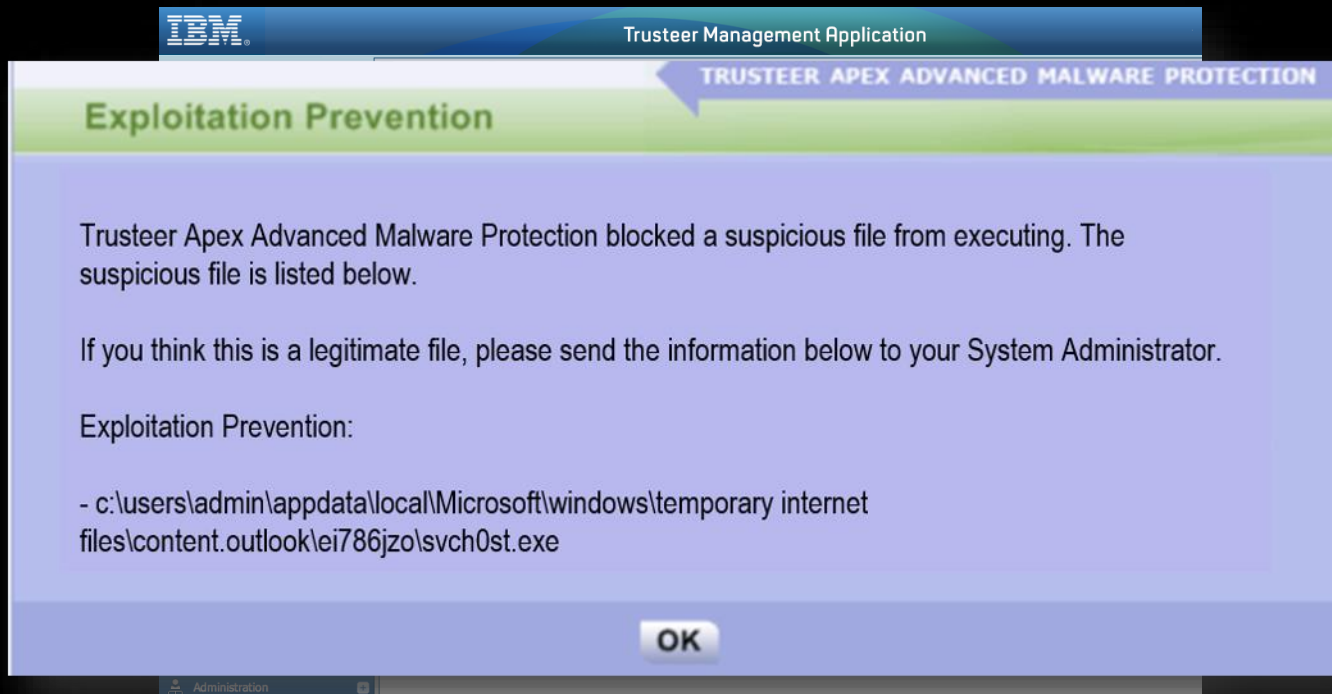 IBM.
Trusteer Management Application
TRUSTEER APEX ADVANCED MALWARE PROTECTION
Exploitation Prevention
Trusteer Apex Advanced Malware Protection blocked a suspicious file from executing. The
suspicious file is listed below.
If you think this is a legitimate file, please send the information below to your System Administrator.
Exploitation Prevention:
- c:\users\admin\appdata\local\Microsoft\windows\temporary internet
files\content.outlook\ei786jzo\svch0st.exe
OK
Administration